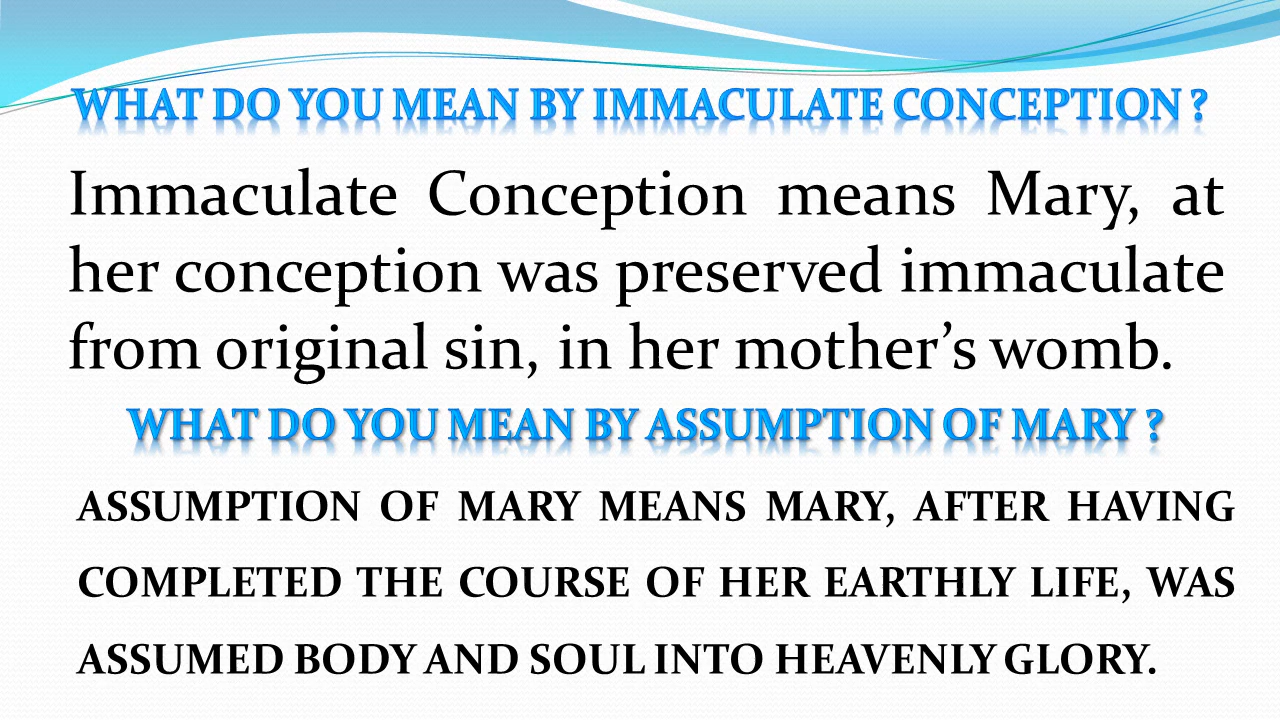 WHAT DO YOU MEAN BY IMMACULATE CONCEPTION ?
Immaculate Conception means Mary, at
her conception was preserved immaculate
from original sin, in her mother’s womb.
WHAT DO YOU MEAN BY ASSUMPTION OF MARY ?
ASSUMPTION OF MARY MEANS MARY, AFTER HAVING
COMPLETED THE COURSE OF HER EARTHLY LIFE, WAS
ASSUMED BODY AND SOUL INTO HEAVENLY GLORY.